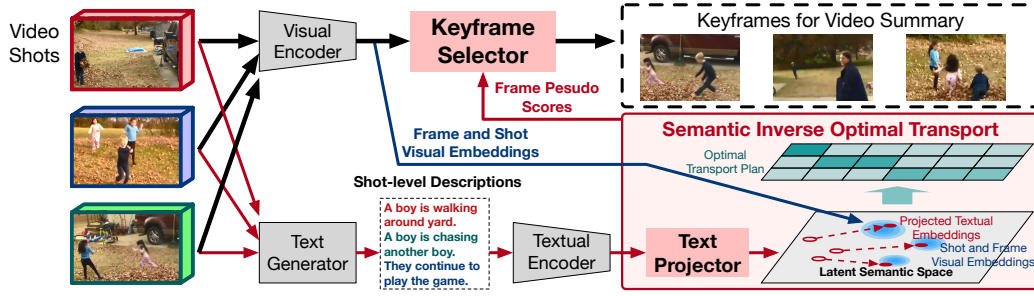 Video
Shots
Visual
Encoder
Keyframe
Selector
Keyframes for Video Summary
Frame Pesudo
Scores
Frame and Shot
Visual Embeddings
Semantic Inverse Optimal Transport
Optimal
Transport Plan
Shot-level Descriptions
A boy is walking
around yard.
A boy is chasing
another boy.
They continue to
play the game.
Text
Generator
Textual
Encoder
Text
Projector
Projected Textual
Embeddings
Shot and Frame
Visual Embeddings
Latent Semantic Space